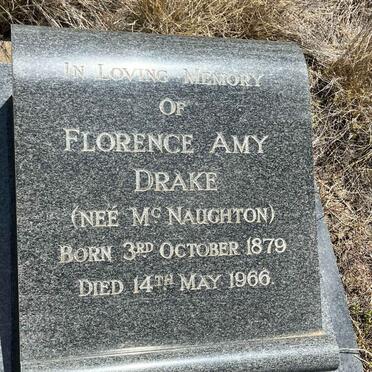 In Loving Memory
Of
Florence Amy
Drake
(neé Mc Naughton)
Born 3rd October 1879
Died 14th May 1966.